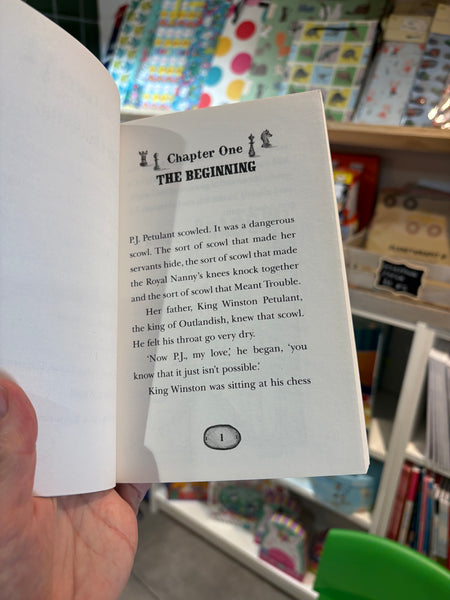 Chapter One
THE BEGINNING
P.J. Petulant scowled. It was a dangerous
scowl. The sort of scowl that made her
servants hide, the sort of scowl that made
the Royal Nanny's knees knock together
and the sort of scowl that Meant Trouble.
Her father, King Winston Petulant,
the king of Outlandish, knew that scowl.
He felt his throat go very dry.
'Now P.J., my love,' he began, 'you
know that it just isn't possible.'
King Winston was sitting at his chess
1